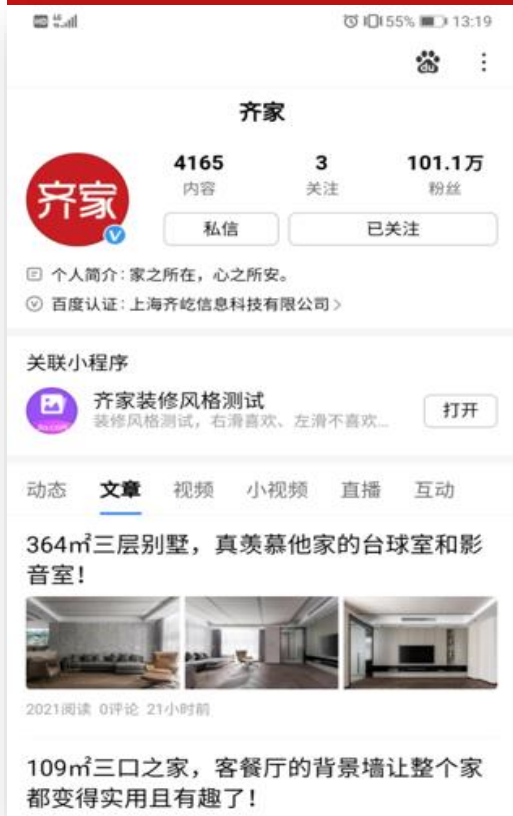 HD 4G 55% 13:19
du
齐家
齐家
4165 3 101.1万
内容 关注 粉丝
私信 已关注
个人简介:家之所在，心之所安。
百度认证:上海齐屹信息科技有限公司>
关联小程序
齐家装修风格测试
装修风格测试，右滑喜欢、左滑不喜欢...
打开
动态 文章 视频 小视频 直播 互动
364㎡三层别墅，真羡慕他家的台球室和影
音室！
2021阅读 0评论 21小时前
109㎡三口之家，客餐厅的背景墙让整个家
都变得实用且有趣了！